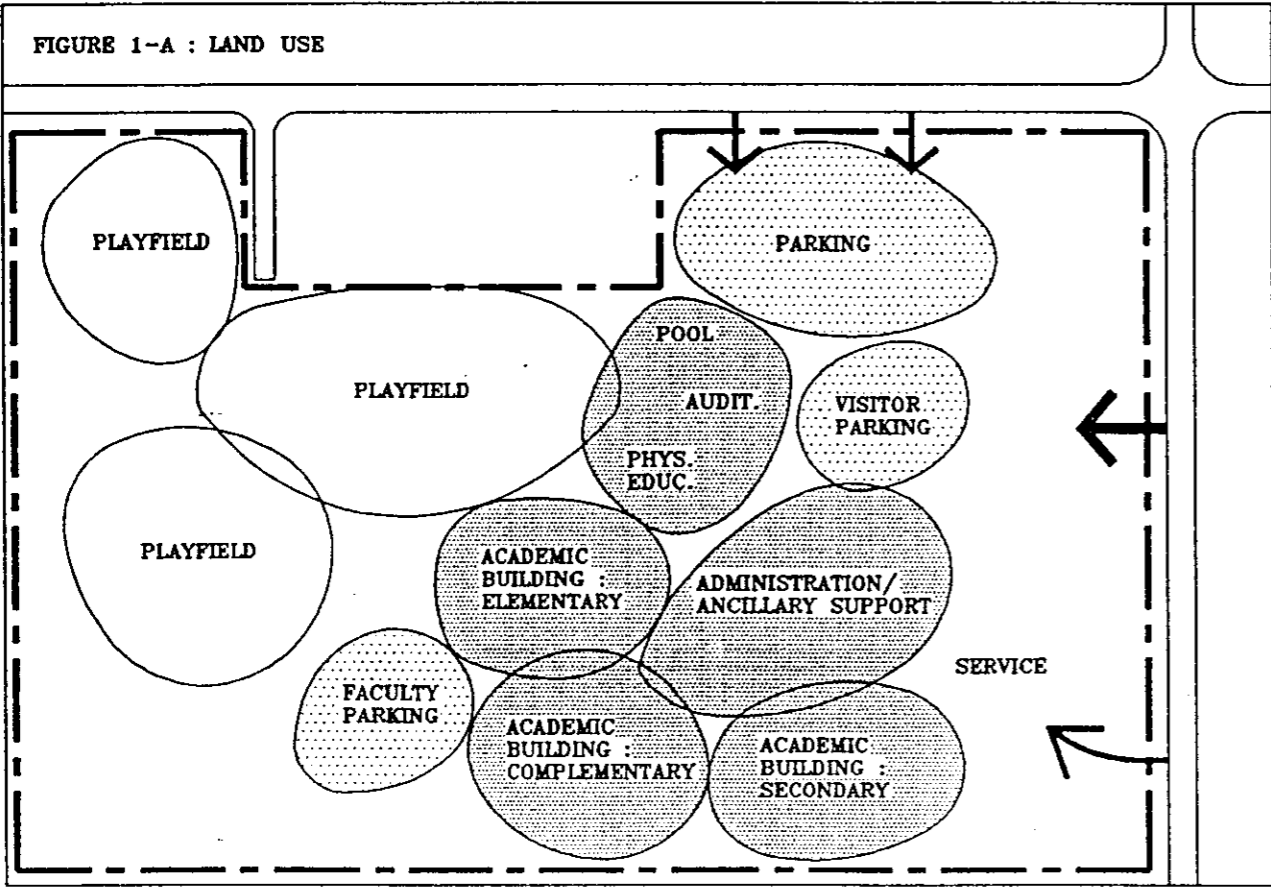 FIGURE 1-A : LAND USE
PLAYFIELD
PARKING
POOL
AUDIT.
PHYS.
EDUC.
PLAYFIELD
VISITOR
PARKING
PLAYFIELD
ACADEMIC
BUILDING :
ELEMENTARY
ADMINISTRATION/
ANCILLARY SUPPORT
SERVICE
FACULTY
PARKING
ACADEMIC
BUILDING :
COMPLEMENTARY
ACADEMIC
BUILDING :
SECONDARY